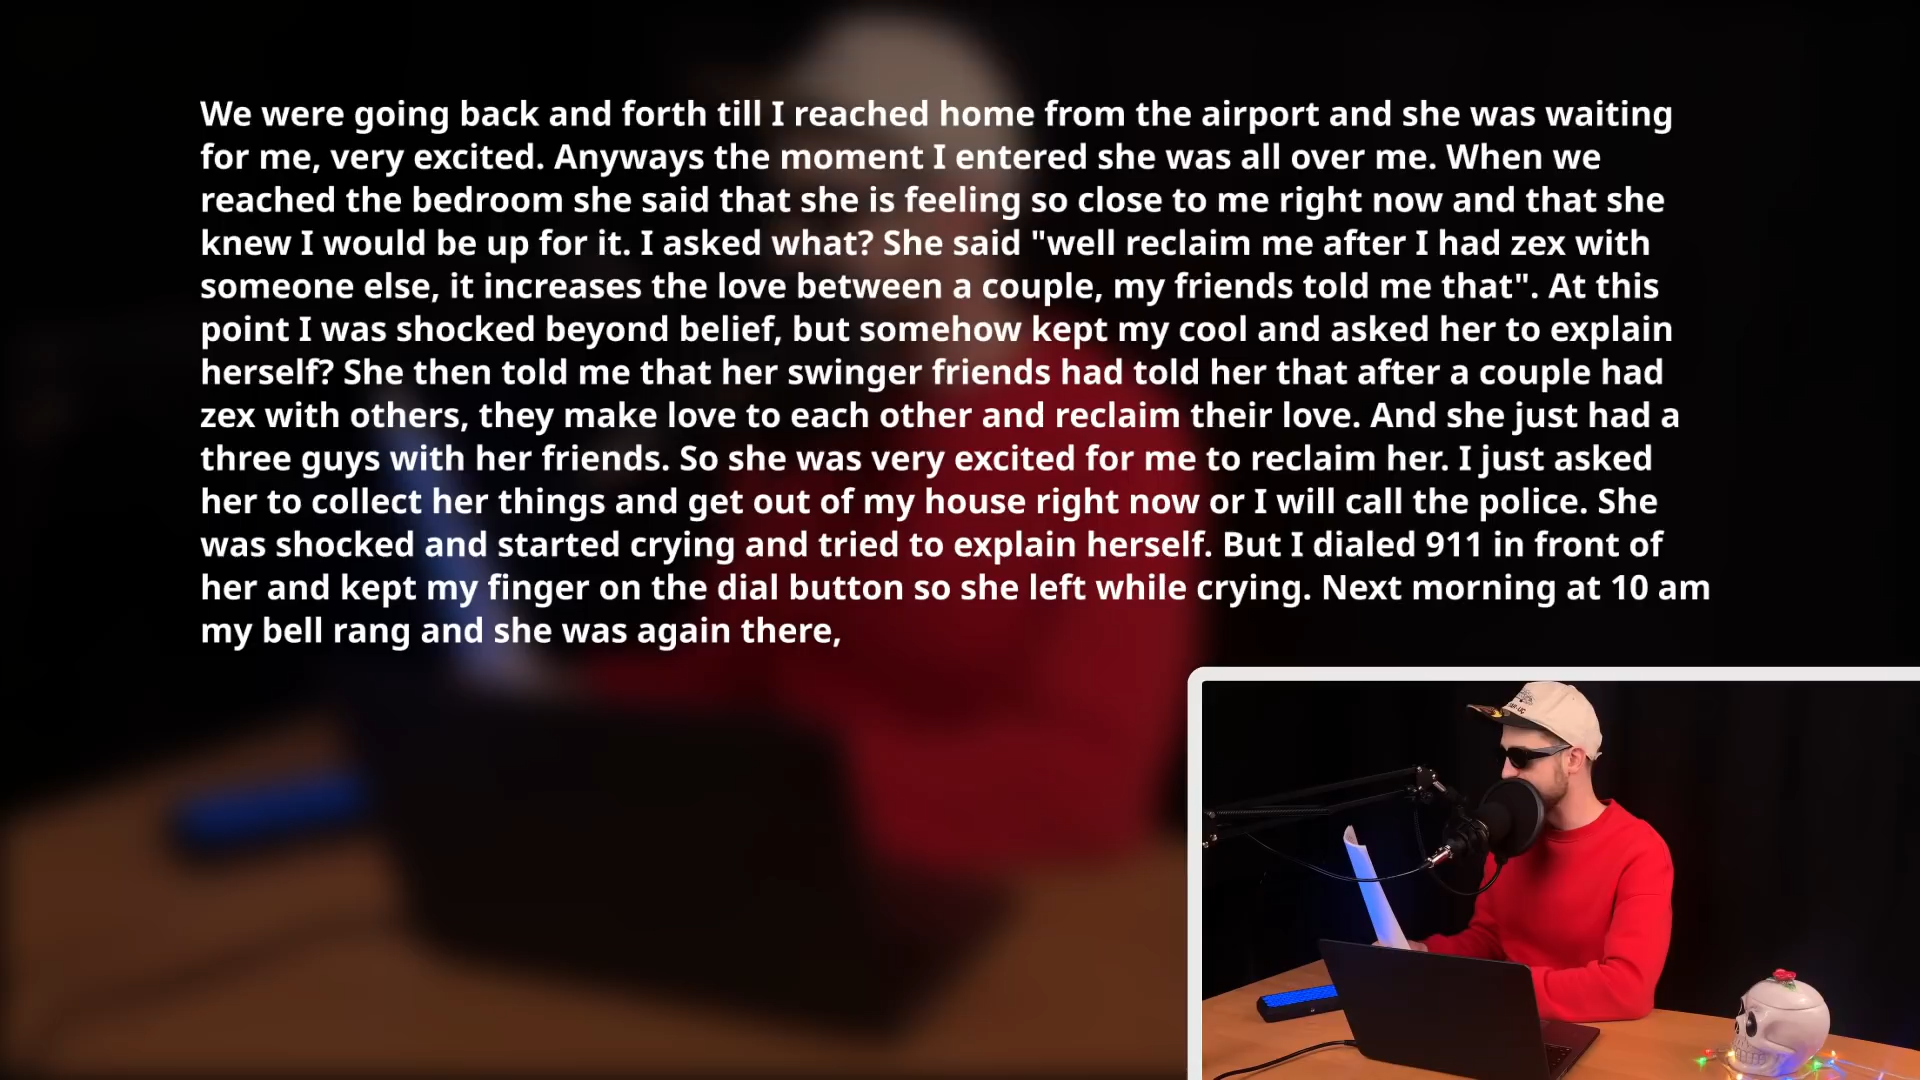 We were going back and forth till I reached home from the airport and she was waiting
for me, very excited. Anyways the moment I entered she was all over me. When we
reached the bedroom she said that she is feeling so close to me right now and that she
knew I would be up for it. I asked what? She said "well reclaim me after I had zex with
someone else, it increases the love between a couple, my friends told me that". At this
point I was shocked beyond belief, but somehow kept my cool and asked her to explain
herself? She then told me that her swinger friends had told her that after a couple had
zex with others, they make love to each other and reclaim their love. And she just had a
three guys with her friends. So she was very excited for me to reclaim her. I just asked
her to collect her things and get out of my house right now or I will call the police. She
was shocked and started crying and tried to explain herself. But I dialed 911 in front of
her and kept my finger on the dial button so she left while crying. Next morning at 10 am
my bell rang and she was again there,